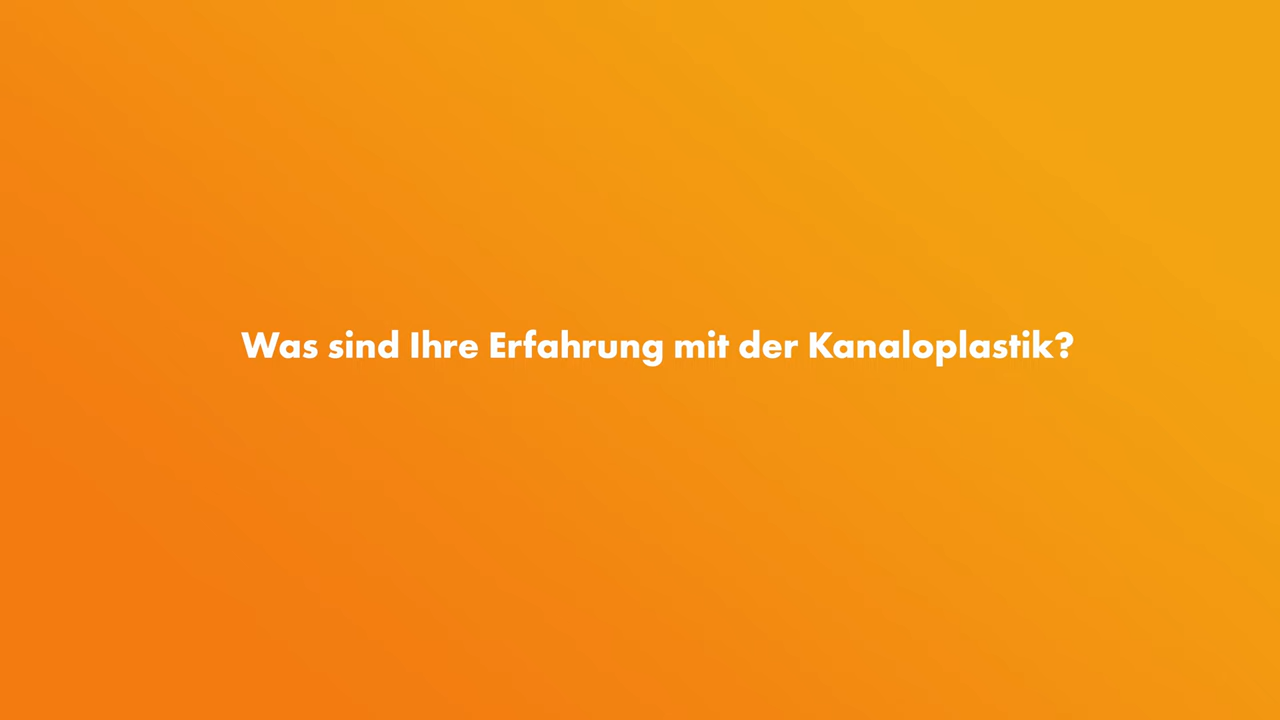 Was sind Ihre Erfahrung mit der Kanaloplastik?